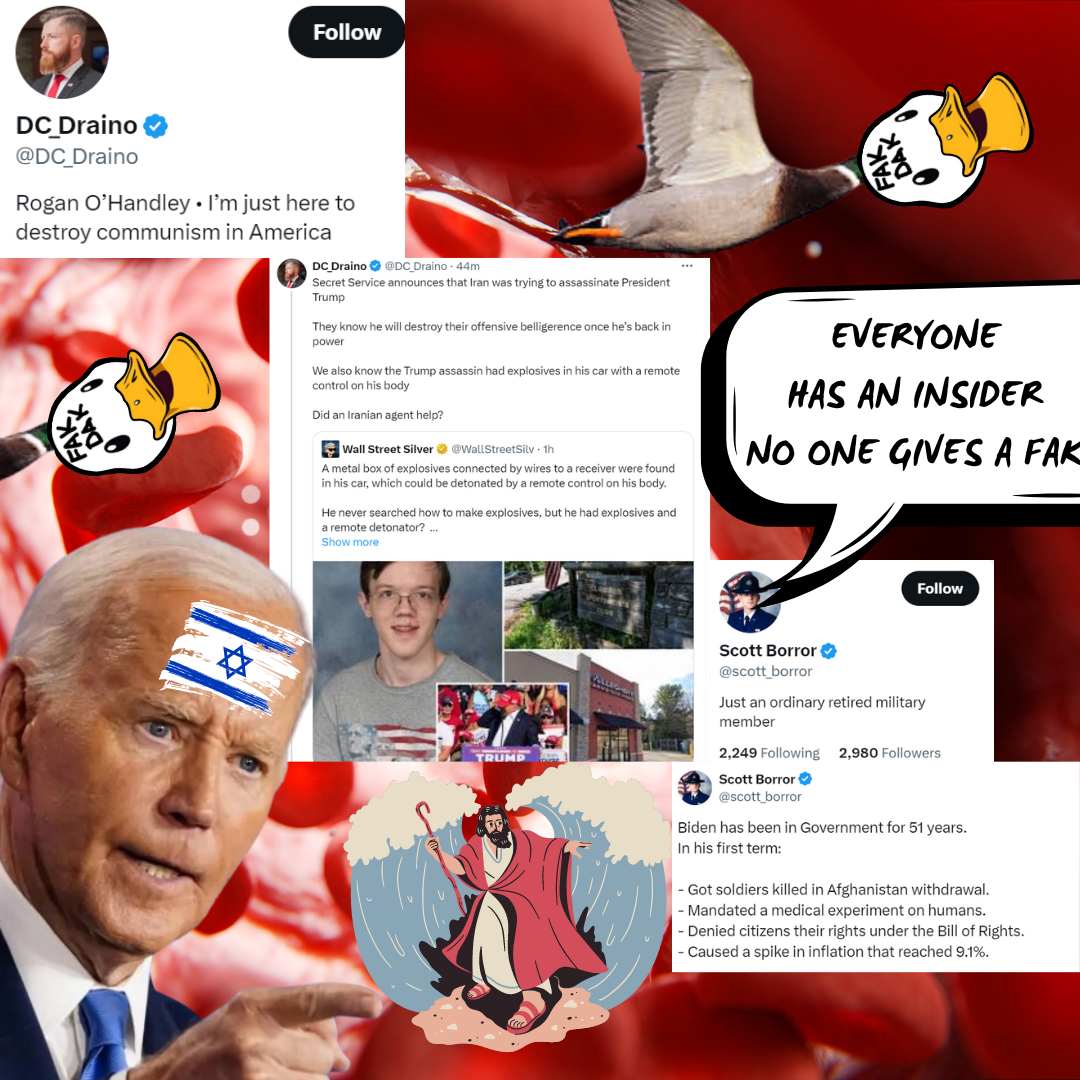 Follow
DC_Draino
@DC_Draino
Rogan O’Handley • I’m just here to
destroy communism in America
FAK
DAK
DC_Draino @DC_Draino · 44m
Secret Service announces that Iran was trying to assassinate President
Trump
They know he will destroy their offensive belligerence once he’s back in
power
We also know the Trump assassin had explosives in his car with a remote
control on his body
Did an Iranian agent help?
Wall Street Silver @WallStreetSilv · 1h
A metal box of explosives connected by wires to a receiver were found
in his car, which could be detonated by a remote control on his body.
He never searched how to make explosives, but he had explosives and
a remote detonator? ...
Show more
TRUMP
FAK
DAK
EVERYONE
HAS AN INSIDER
NO ONE GIVES A FAK
Follow
Scott Borror
@scott_borror
Just an ordinary retired military
member
2,249 Following 2,980 Followers
Scott Borror
@scott_borror
Biden has been in Government for 51 years.
In his first term:
- Got soldiers killed in Afghanistan withdrawal.
- Mandated a medical experiment on humans.
- Denied citizens their rights under the Bill of Rights.
- Caused a spike in inflation that reached 9.1%.